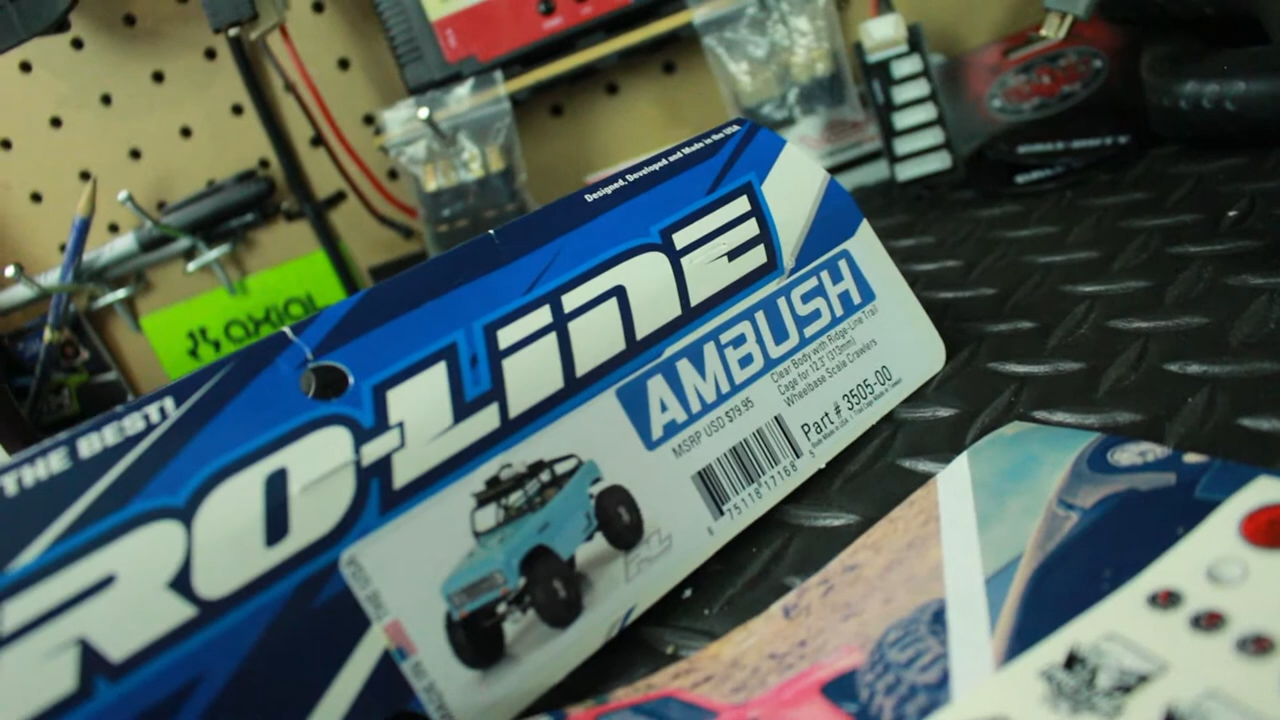 Designed, Developed and Made in the USA
THE BEST!
RO-LINE
AMBUSH
Clear Body with Ridge-Line Trail
Cage for 12.3" (313mm)
Wheelbase Scale Crawlers
MSRP USD $79.95
Part # 3505-00
75118 17168
AXIAL